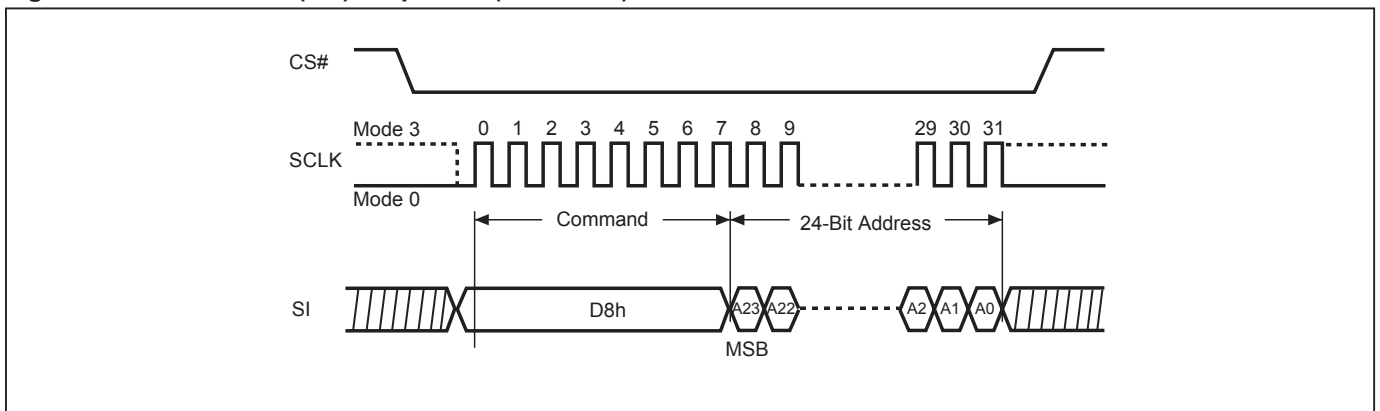 CS#
Mode 3
0 1 2 3 4 5 6 7 8 9 29 30 31
SCLK
Mode 0
Command
24-Bit Address
SI
D8h
A23 A22 A2 A1 A0
MSB